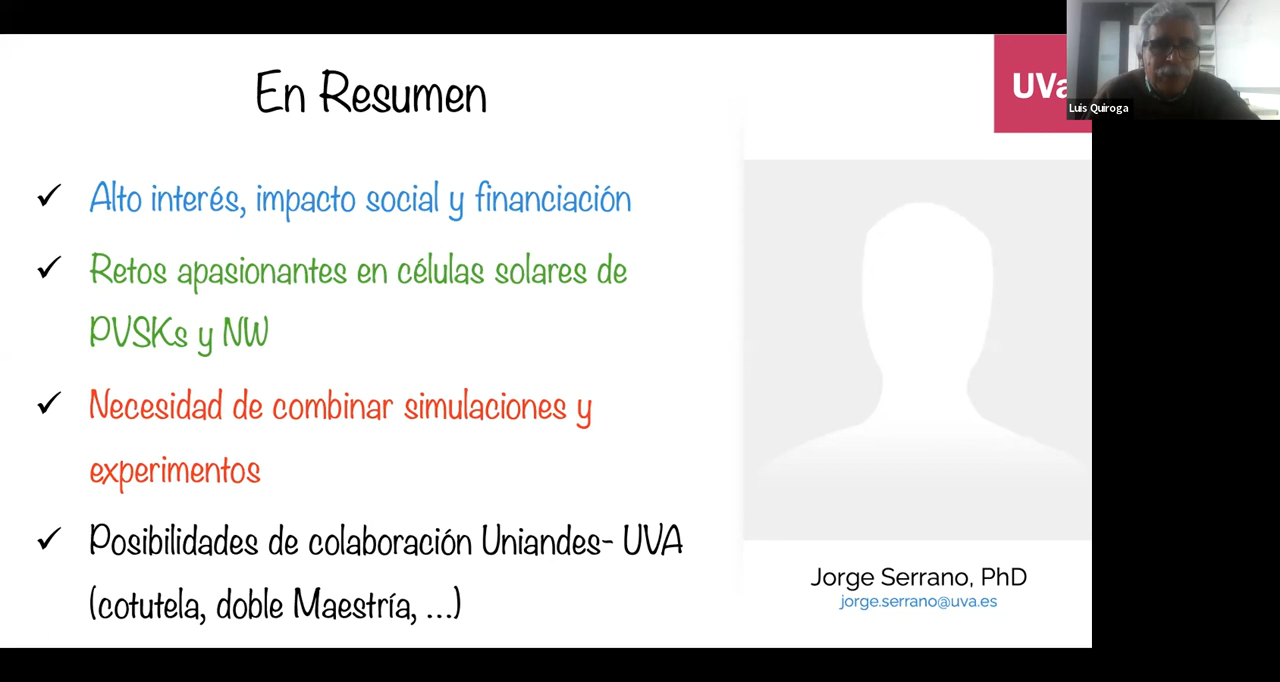 En Resumen
UVa
Luis Quiroga
✓ Alto interés, impacto social y financiación
✓ Retos apasionantes en células solares de
PVSKs y NW
✓ Necesidad de combinar simulaciones y
experimentos
✓ Posibilidades de colaboración Uniandes- UVA
(cotutela, doble Maestría, ...)
Jorge Serrano, PhD
jorge.serrano@uva.es